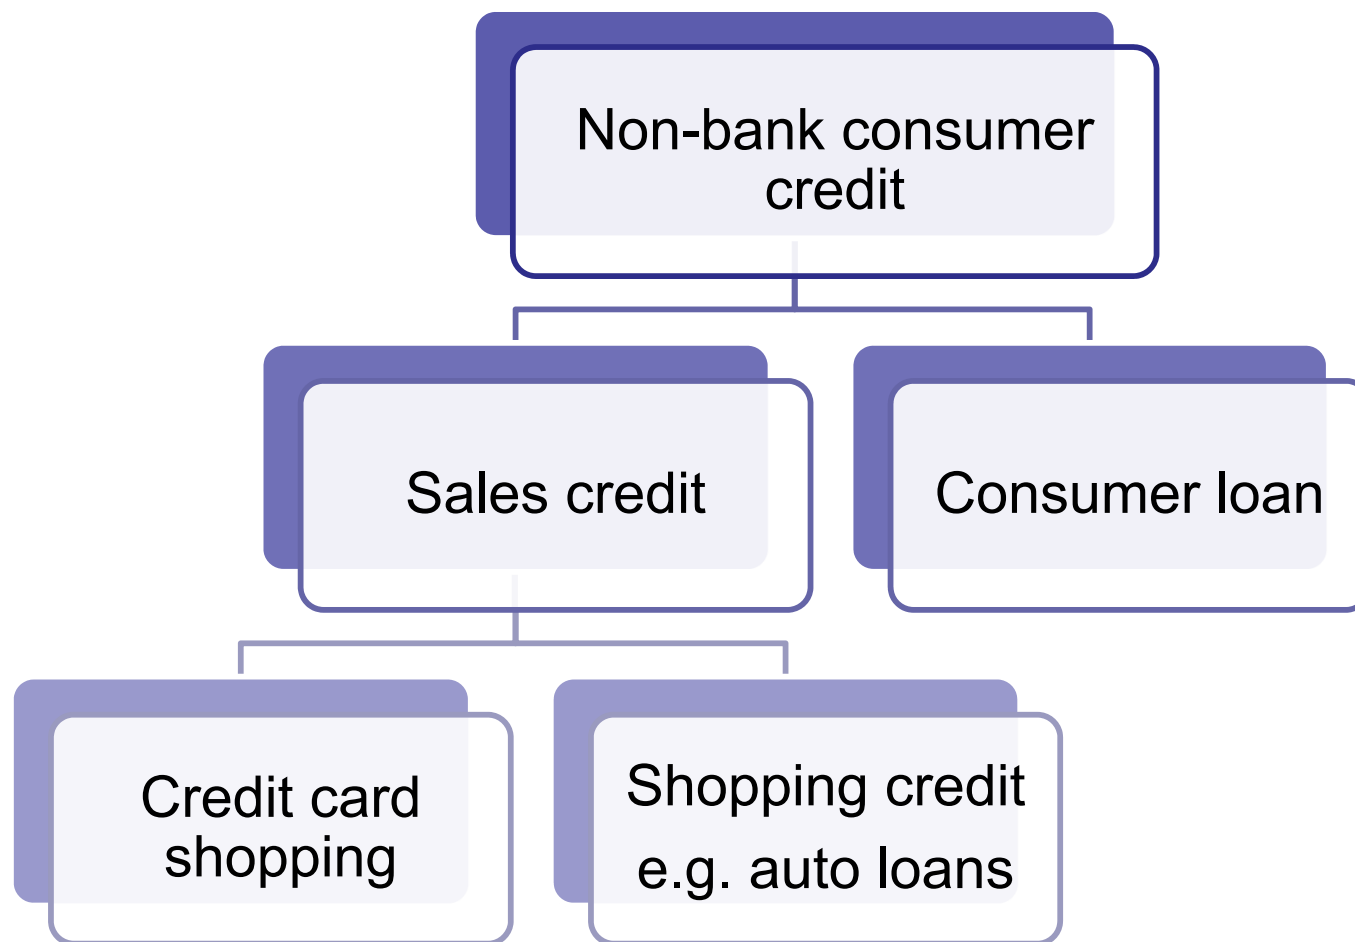 Non-bank consumer
credit
Sales credit
Consumer loan
Credit card
shopping
Shopping credit
e.g. auto loans